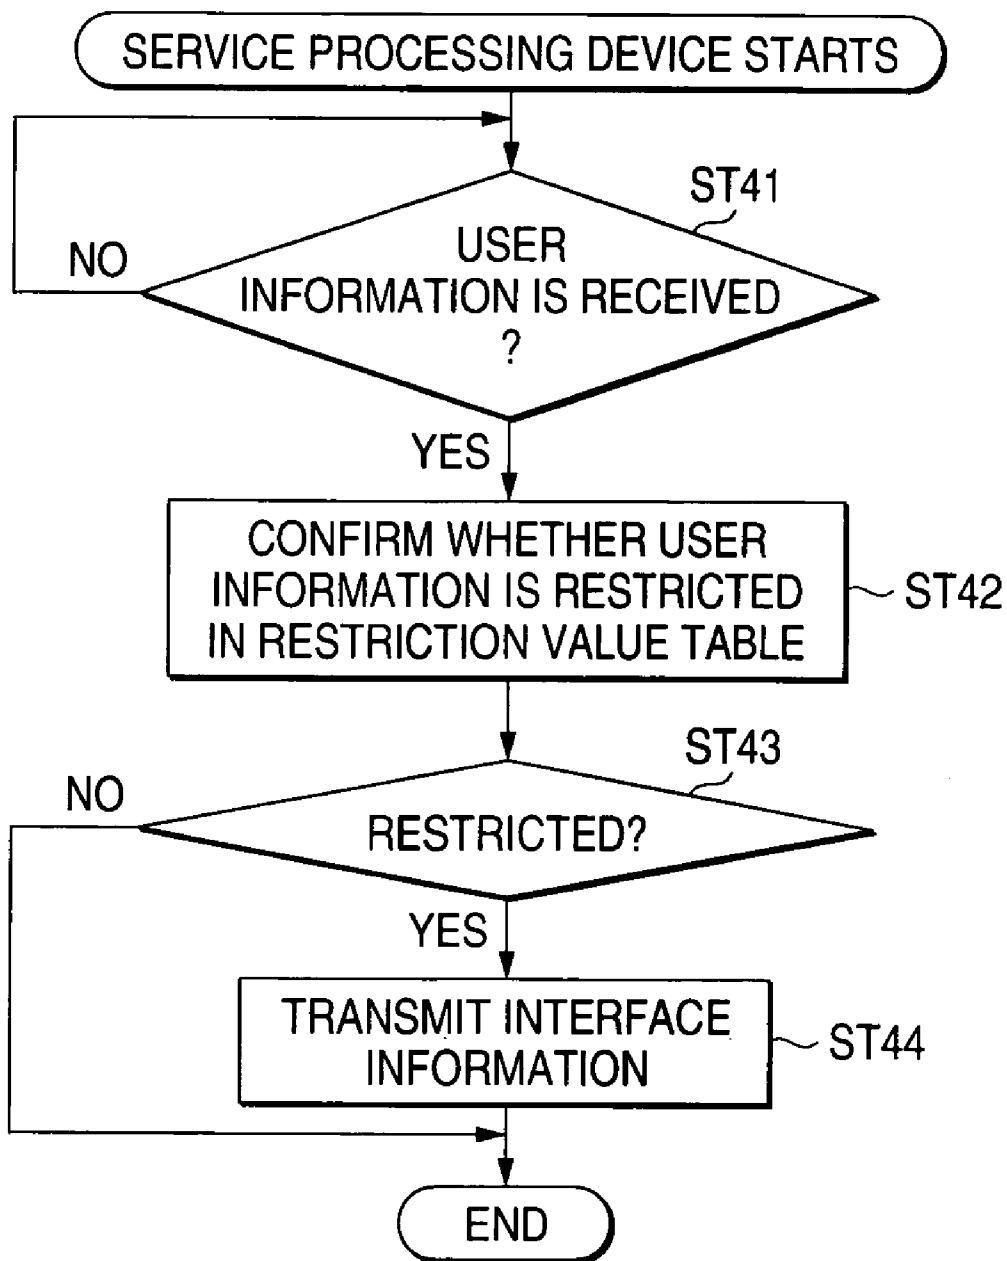 SERVICE PROCESSING DEVICE STARTS
ST41
NO
USER
INFORMATION IS RECEIVED
?
YES
CONFIRM WHETHER USER
INFORMATION IS RESTRICTED
IN RESTRICTION VALUE TABLE
ST42
ST43
NO
RESTRICTED?
YES
TRANSMIT INTERFACE
INFORMATION
ST44
END